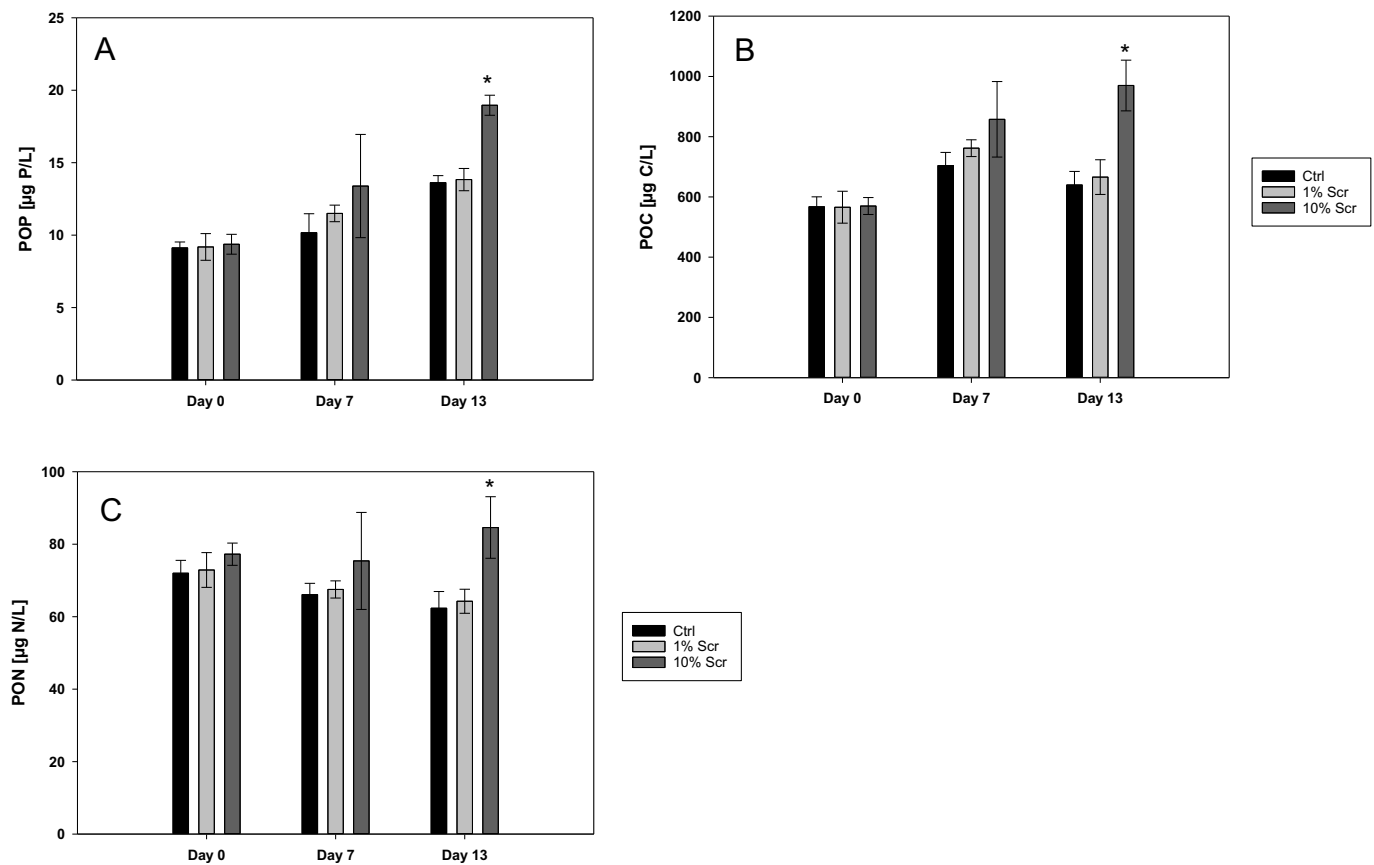 A
POP [µg P/L]
25
20
15
10
5
0
*
Day 0
Day 7
Day 13
B
POC [µg C/L]
1200
1000
800
600
400
200
0
*
Day 0
Day 7
Day 13
Ctrl
1% Scr
10% Scr
C
PON [µg N/L]
100
80
60
40
20
0
*
Day 0
Day 7
Day 13
Ctrl
1% Scr
10% Scr